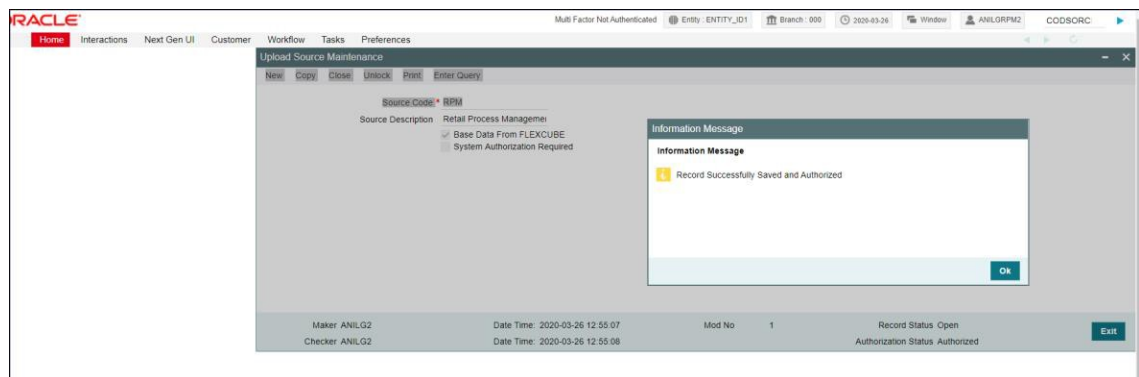 ORACLE
Multi Factor Not Authenticated Entity : ENTITY_ID1 Branch : 000 2020-03-26 Window ANILGRPM2 CODSORC
Home Interactions Next Gen UI Customer Workflow Tasks Preferences
Upload Source Maintenance
New Copy Close Unlock Print Enter Query
Source Code * RPM
Source Description Retail Process Managemei
Base Data From FLEXCUBE
System Authorization Required
Information Message
Information Message
Record Successfully Saved and Authorized
Ok
Maker ANILG2 Date Time: 2020-03-26 12:55:07 Mod No 1 Record Status Open
Checker ANILG2 Date Time: 2020-03-26 12:55:08 Authorization Status Authorized
Exit